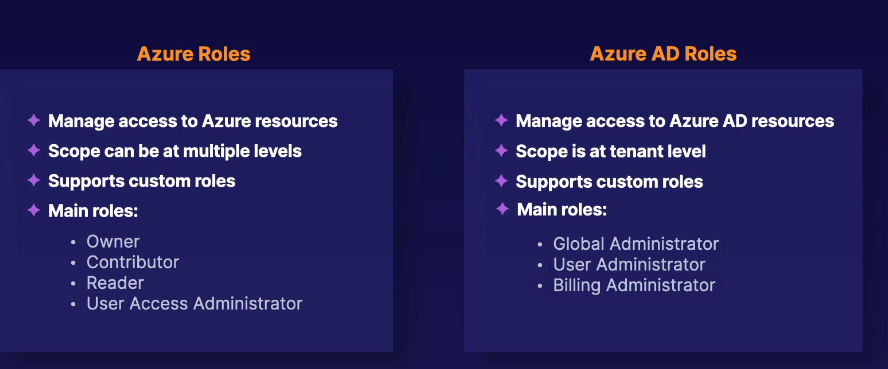 Azure Roles
Manage access to Azure resources
Scope can be at multiple levels
Supports custom roles
Main roles:
• Owner
• Contributor
• Reader
• User Access Administrator
Azure AD Roles
Manage access to Azure AD resources
Scope is at tenant level
Supports custom roles
Main roles:
• Global Administrator
• User Administrator
• Billing Administrator